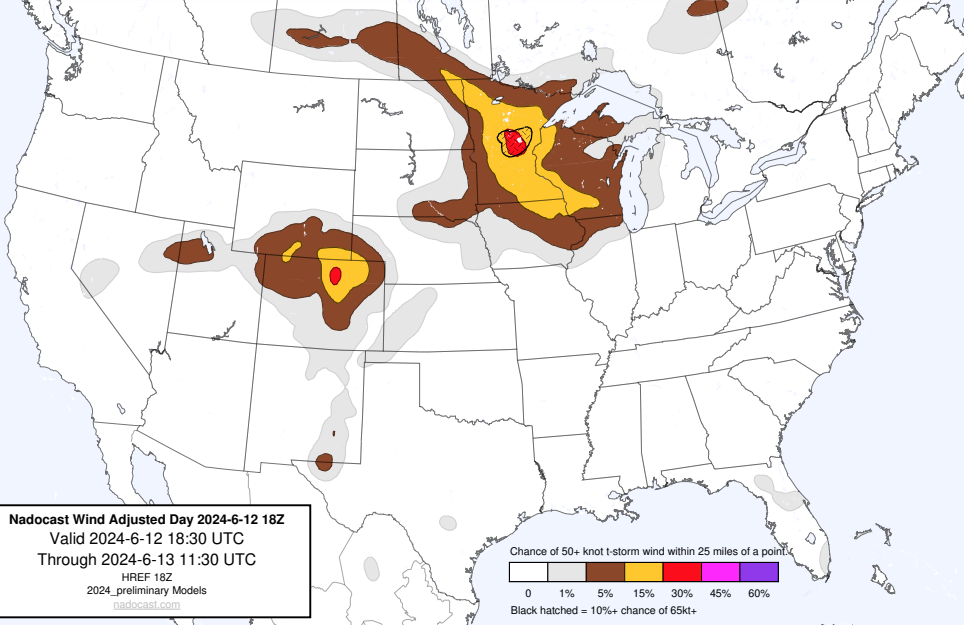 Nadocast Wind Adjusted Day 2024-6-12 18Z
Valid 2024-6-12 18:30 UTC
Through 2024-6-13 11:30 UTC
HREF 18Z
2024_preliminary Models
nadocast.com
Chance of 50+ knot t-storm wind within 25 miles of a point.
0 1% 5% 15% 30% 45% 60%
Black hatched = 10%+ chance of 65kt+